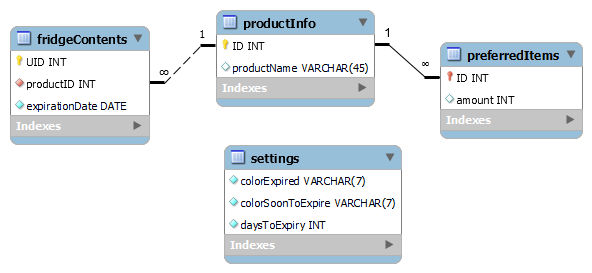 fridgeContents
UID INT
productID INT
expirationDate DATE
Indexes
1
∞
productInfo
ID INT
productName VARCHAR(45)
Indexes
1
∞
preferredItems
ID INT
amount INT
Indexes
settings
colorExpired VARCHAR(7)
colorSoonToExpire VARCHAR(7)
daysToExpiry INT
Indexes